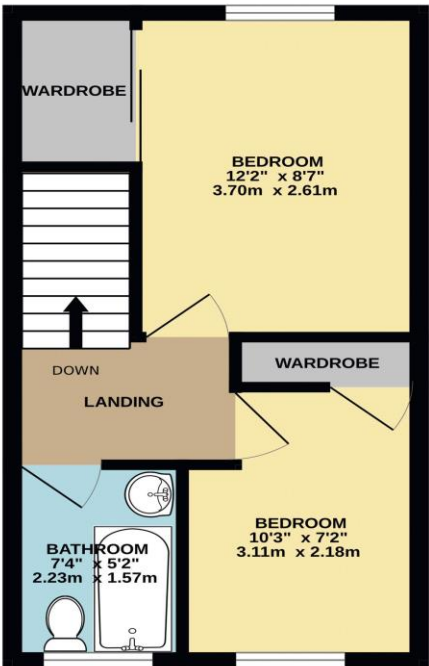 WARDROBE
BEDROOM
12'2" x 8'7"
3.70m x 2.61m
DOWN
LANDING
WARDROBE
BEDROOM
10'3" x 7'2"
3.11m x 2.18m
BATHROOM
7'4" x 5'2"
2.23m x 1.57m